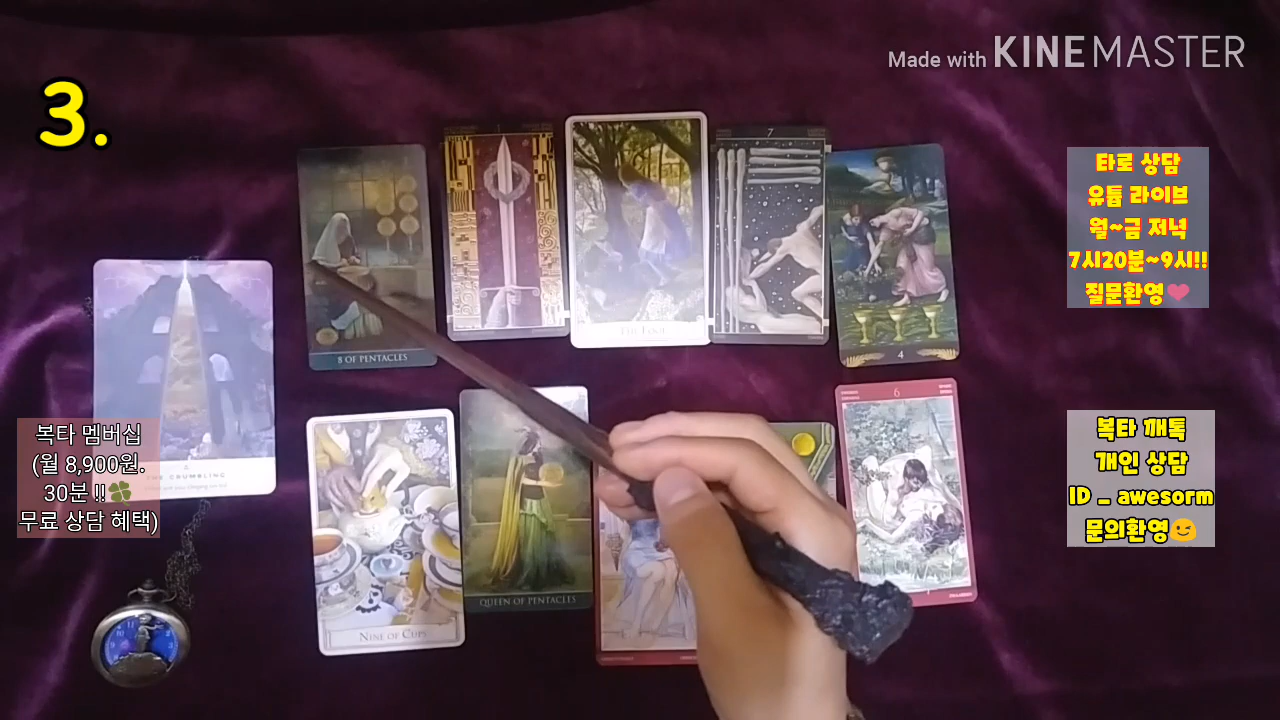 Made with KINEMASTER
3.
타로 상담
유튭 라이브
월~금 저녁
7시20분~9시!!
질문환영
7
4
8 OF PENTACLES
THE FOOL
6
복타 멤버십
(월 8,900원.
30분 !!
무료 상담 혜택)
THE CRUMBLING
복타 깨톡
개인 상담
ID _ awesorm
문의환영
QUEEN OF PENTACLES
NINE OF CUPS